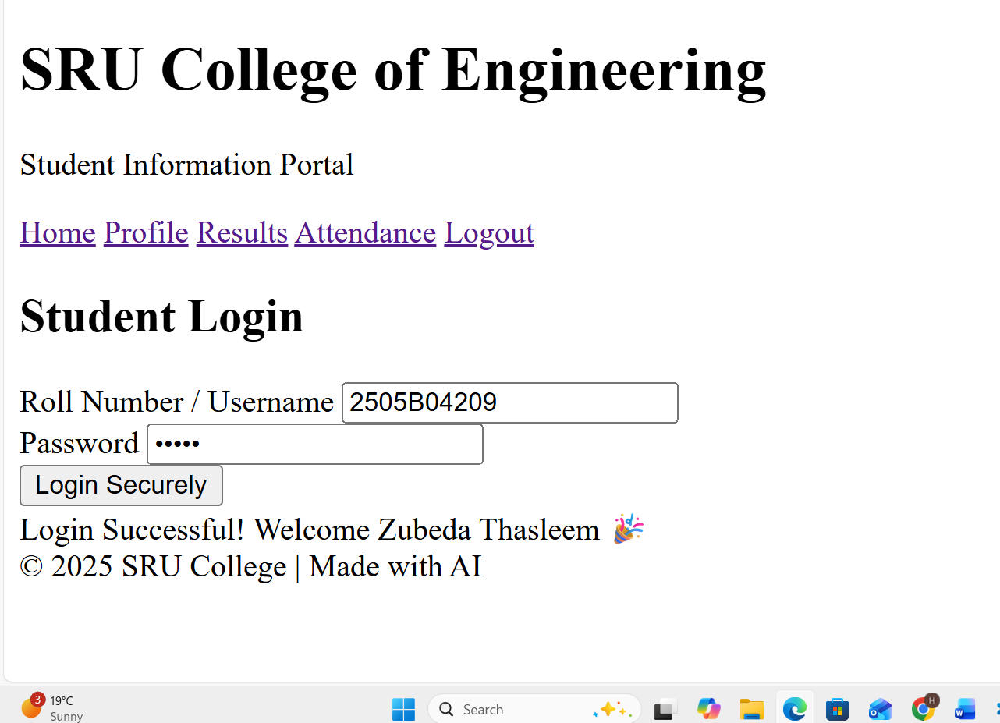 SRU College of Engineering
Student Information Portal
Home Profile Results Attendance Logout
Student Login
Roll Number / Username 2505B04209
Password •••••
Login Securely
Login Successful! Welcome Zubeda Thasleem 🎉
© 2025 SRU College | Made with AI
3
19°C
Sunny
Search
H